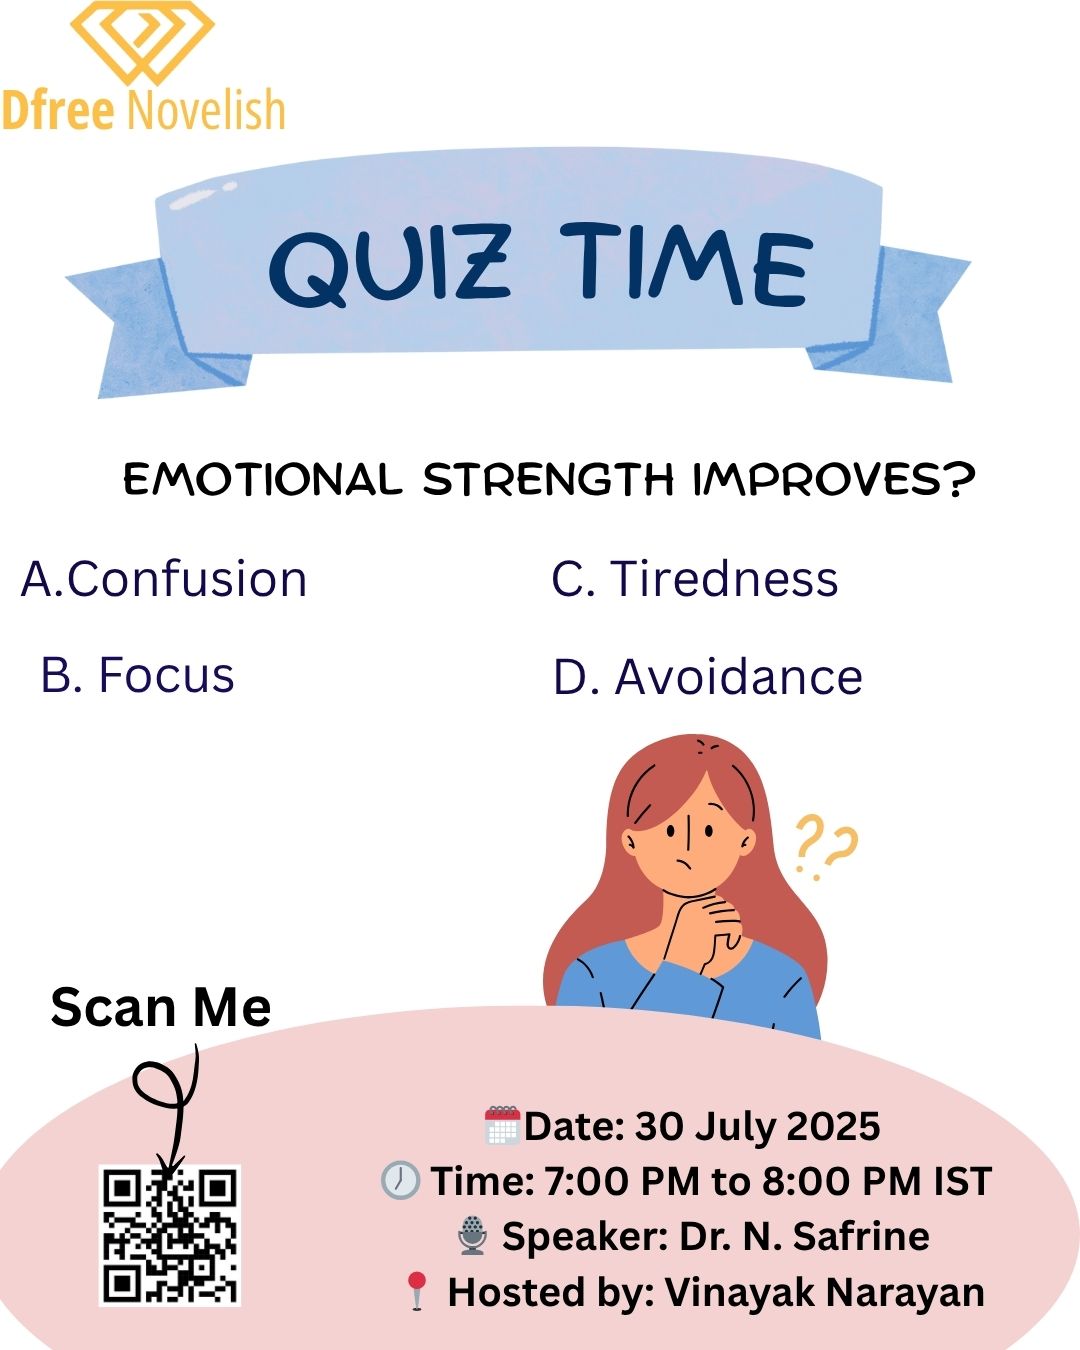 Dfree Novelish
QUIZ TIME
EMOTIONAL STRENGTH IMPROVES?
A.Confusion
B. Focus
C. Tiredness
D. Avoidance
??
Scan Me
Date: 30 July 2025
Time: 7:00 PM to 8:00 PM IST
Speaker: Dr. N. Safrine
Hosted by: Vinayak Narayan